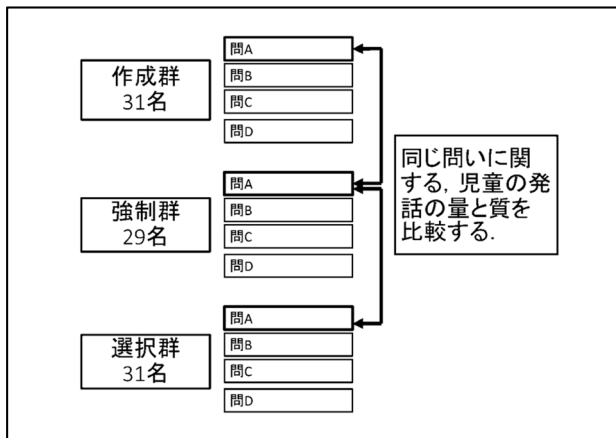 作成群
31名
問A
問B
問C
問D
強制群
29名
問A
問B
問C
問D
選択群
31名
問A
問B
問C
問D
同じ問いに関
する，児童の発
話の量と質を
比較する．